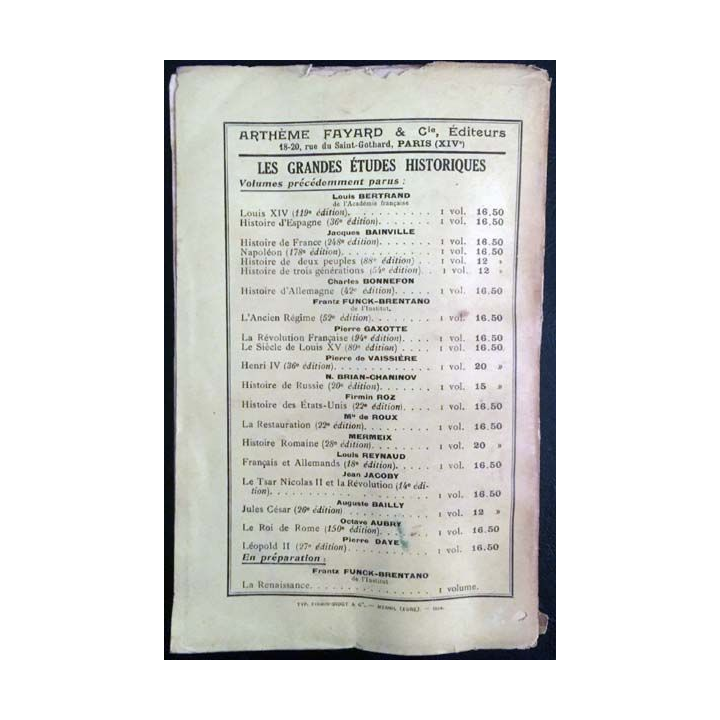 ARTHÈME FAYARD & Cie, Éditeurs
18-20, rue du Saint-Gothard, PARIS (XIVe)
LES GRANDES ÉTUDES HISTORIQUES
Volumes précédemment parus :
Louis BERTRAND
de l'Académie française
Louis XIV (119e édition). . . . . . . . . . 1 vol. 16.50
Histoire d'Espagne (36e édition). . . . . . . 1 vol. 16.50
Jacques BAINVILLE
Histoire de France (248e édition). . . . . . . 1 vol. 16.50
Napoléon (178e édition). . . . . . . . . . 1 vol. 16.50
Histoire de deux peuples (88e édition) . . 1 vol. 12 »
Histoire de trois générations (54e édition). . 1 vol. 12 »
Charles BONNEFON
Histoire d'Allemagne (42e édition). . . . . . 1 vol. 16.50
Frantz FUNCK-BRENTANO
de l'Institut.
L'Ancien Régime (52e édition). . . . . . . . 1 vol. 16.50
Pierre GAXOTTE
La Révolution Française (94e édition). . . . 1 vol. 16.50
Le Siècle de Louis XV (80e édition) . . . . . 1 vol. 16.50
Pierre de VAISSIÈRE
Henri IV (36e édition). . . . . . . . . . . 1 vol. 20 »
N. BRIAN-CHANINOV
Histoire de Russie (20e édition). . . . . . . 1 vol. 15 »
Firmin ROZ
Histoire des États-Unis (22e édition). . . . 1 vol. 16.50
Mis de ROUX
La Restauration (22e édition). . . . . . . . 1 vol. 16.50
MERMEIX
Histoire Romaine (28e édition). . . . . . . . 1 vol. 20 »
Louis REYNAUD
Français et Allemands (18e édition). . . . . 1 vol. 16.50
Jean JACOBY
Le Tsar Nicolas II et la Révolution (14e édi-
tion). . . . . . . . . . . . . . . . . . 1 vol. 16.50
Auguste BAILLY
Jules César (26e édition) . . . . . . . . . 1 vol. 12 »
Octave AUBRY
Le Roi de Rome (150e édition). . . . . . . . 1 vol. 16.50
Pierre DAYE
Léopold II (27e édition). . . . . . . . . . 1 vol. 16.50
En préparation :
Frantz FUNCK-BRENTANO
de l'Institut
La Renaissance. . . . . . . . . . . . . . 1 volume.
TYP. FIRMIN-DIDOT & Cie. — MESNIL (EURE). —